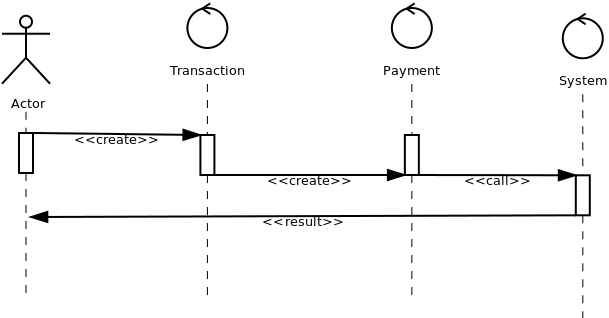 Transaction
Payment
System
Actor
<<create>>
<<create>>
<<call>>
<<result>>